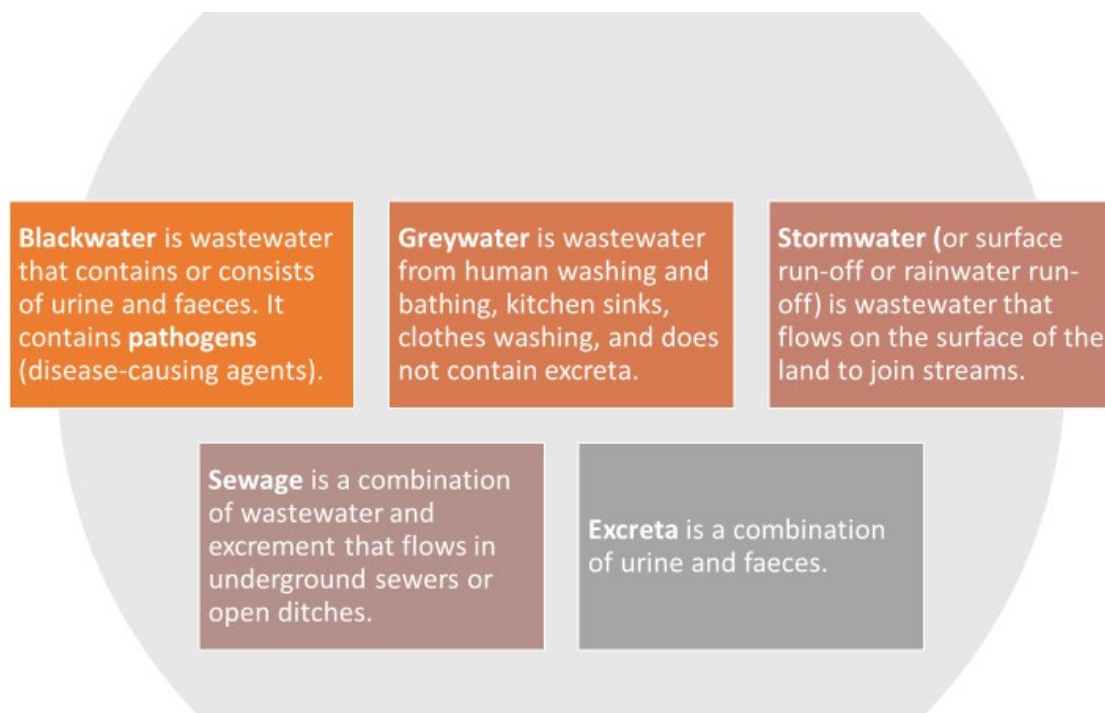 Blackwater is wastewater
that contains or consists
of urine and faeces. It
contains pathogens
(disease-causing agents).
Greywater is wastewater
from human washing and
bathing, kitchen sinks,
clothes washing, and does
not contain excreta.
Stormwater (or surface
run-off or rainwater run-
off) is wastewater that
flows on the surface of the
land to join streams.
Sewage is a combination
of wastewater and
excrement that flows in
underground sewers or
open ditches.
Excreta is a combination
of urine and faeces.